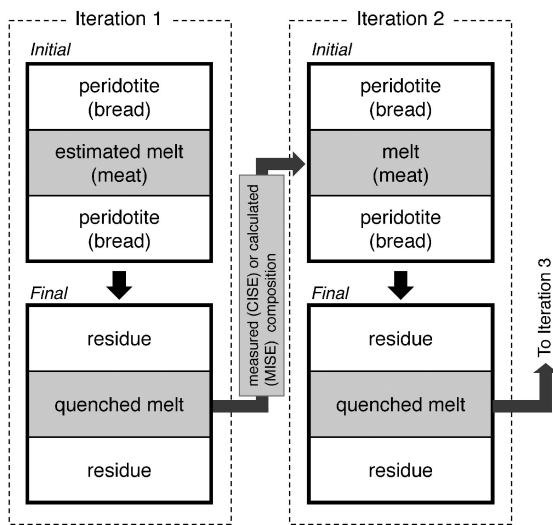 Iteration 1
Initial
peridotite
(bread)
estimated melt
(meat)
peridotite
(bread)
Final
residue
quenched melt
residue
measured (CISE) or calculated
(MISE) composition
Iteration 2
Initial
peridotite
(bread)
melt
(meat)
peridotite
(bread)
Final
residue
quenched melt
residue
To Iteration 3